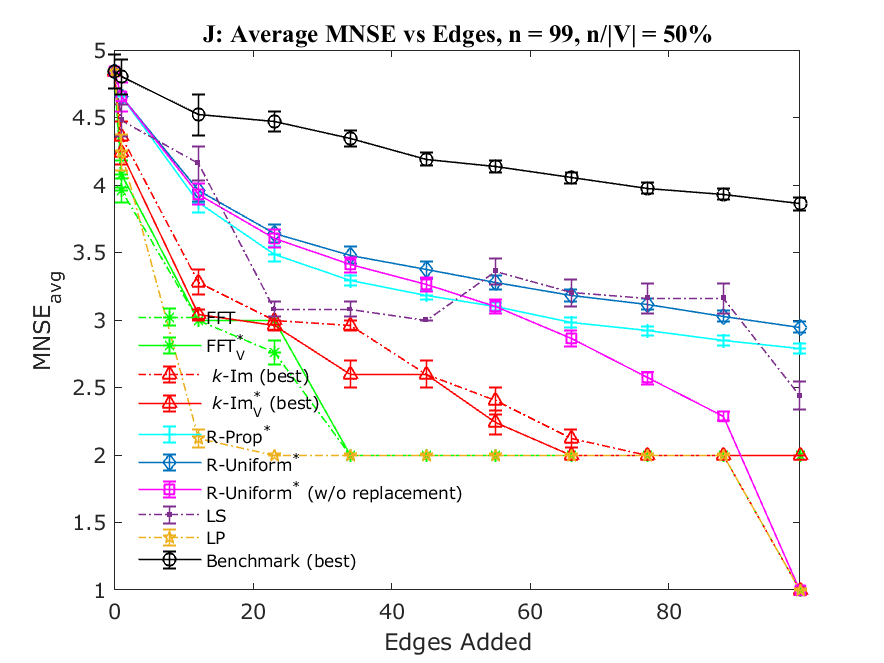 J: Average MNSE vs Edges, n = 99, n/|V| = 50%
5
4.5
4
3.5
3
2.5
2
1.5
1
MNSE_avg
FFT
FFT*_V
k-Im (best)
k-Im*_V (best)
R-Prop*
R-Uniform*
R-Uniform* (w/o replacement)
LS
LP
Benchmark (best)
0 20 40 60 80
Edges Added